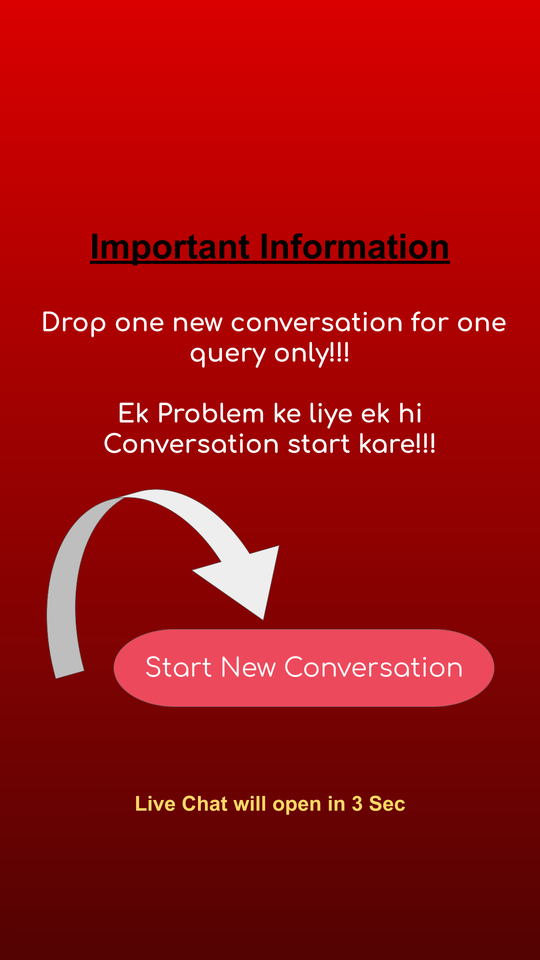 Important Information
Drop one new conversation for one
query only!!!
Ek Problem ke liye ek hi
Conversation start kare!!!
Start New Conversation
Live Chat will open in 3 Sec